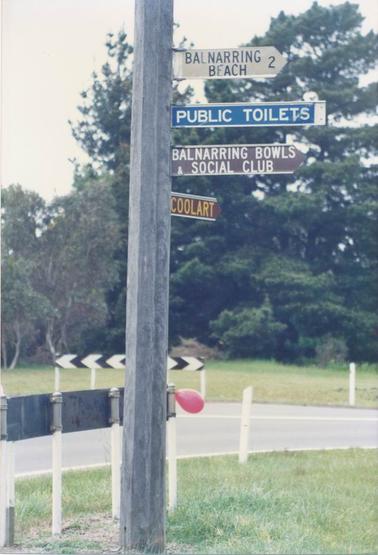 BALNARRING
BEACH 2
PUBLIC TOILETS
BALNARRING BOWLS
& SOCIAL CLUB
COOLART